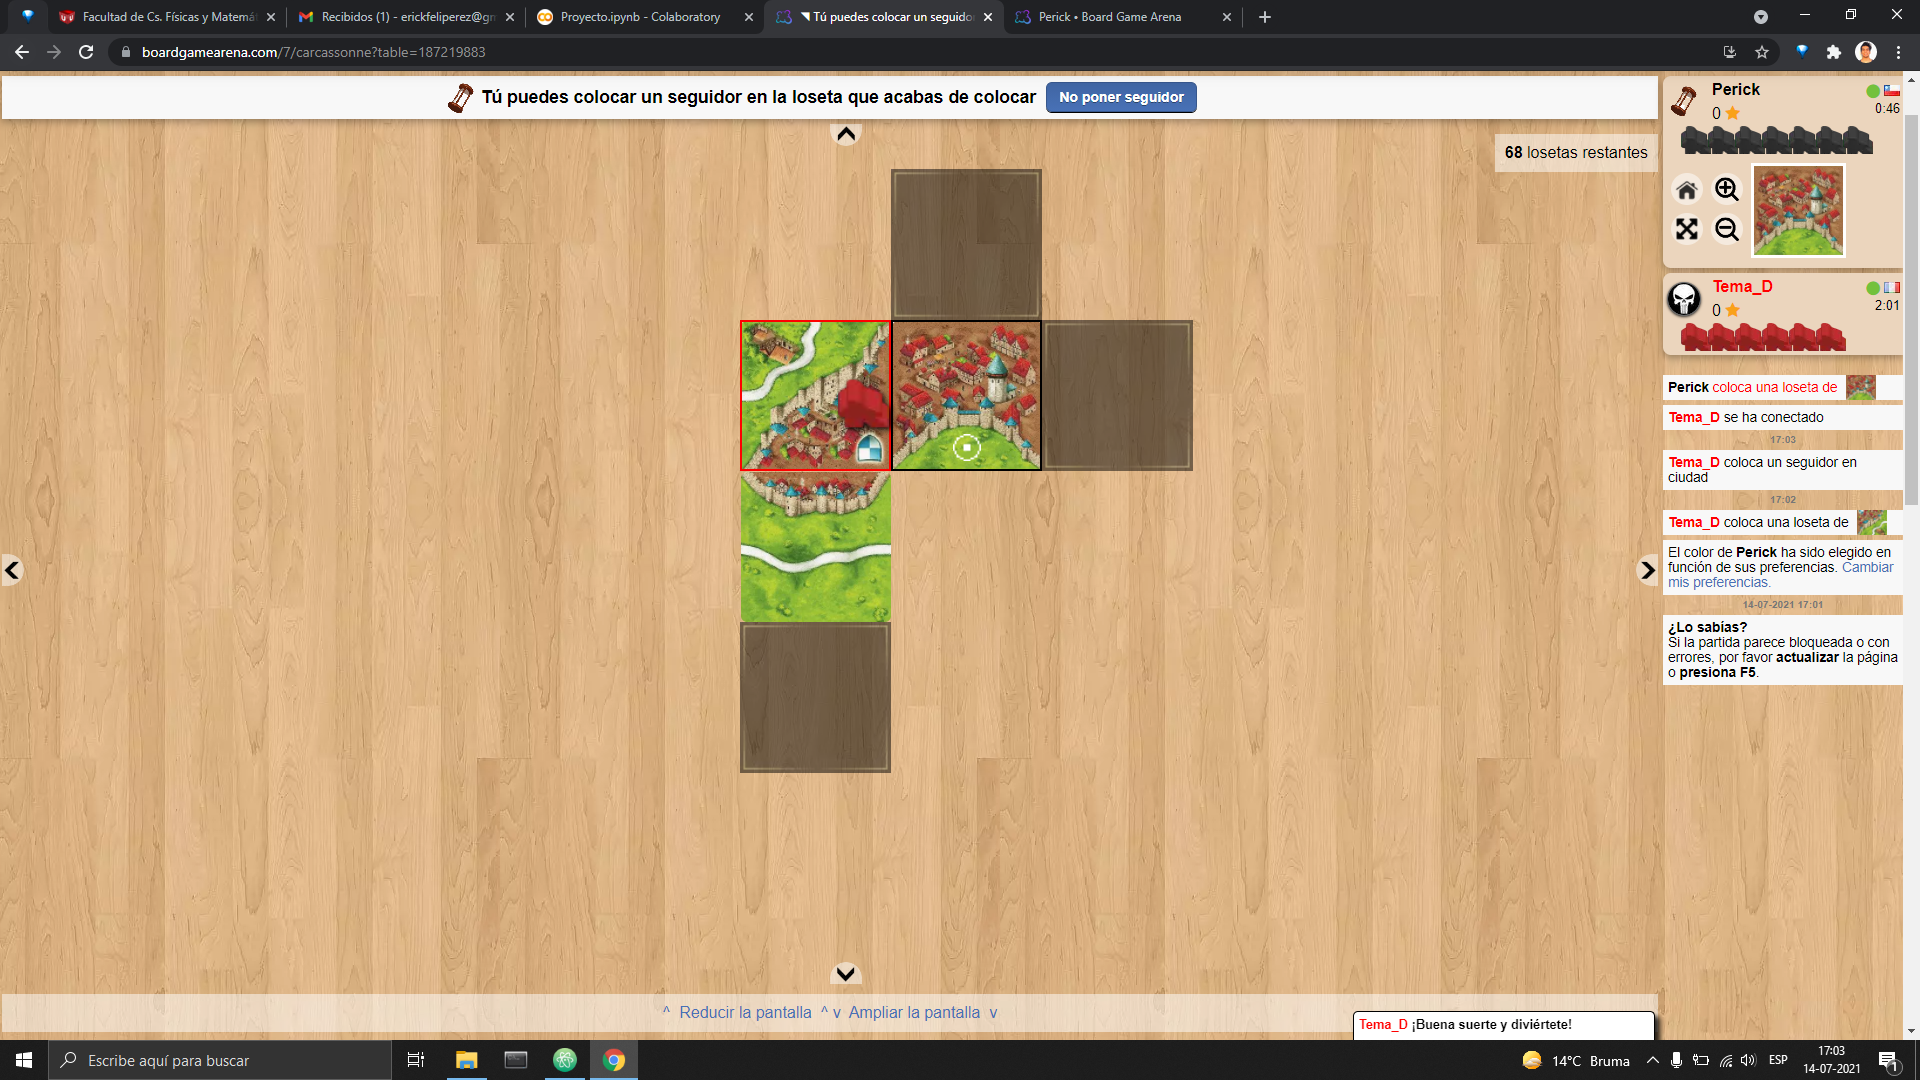 Facultad de Cs. Físicas y Matemá
Recibidos (1) - erickfeliperez@gm
Proyecto.ipynb - Colaboratory
Tú puedes colocar un seguidor
Perick • Board Game Arena
boardgamearena.com/7/carcassonne?table=187219883
Tú puedes colocar un seguidor en la loseta que acabas de colocar
No poner seguidor
68 losetas restantes
Perick
0
0:46
Tema_D
0
2:01
Perick coloca una loseta de
Tema_D se ha conectado
17:03
Tema_D coloca un seguidor en
ciudad
17:02
Tema_D coloca una loseta de
El color de Perick ha sido elegido en
función de sus preferencias. Cambiar
mis preferencias.
14-07-2021 17:01
¿Lo sabías?
Si la partida parece bloqueada o con
errores, por favor actualizar la página
o presiona F5.
^ Reducir la pantalla ^ v Ampliar la pantalla v
Tema_D ¡Buena suerte y diviértete!
Escribe aquí para buscar
14°C Bruma
ESP
17:03
14-07-2021
1